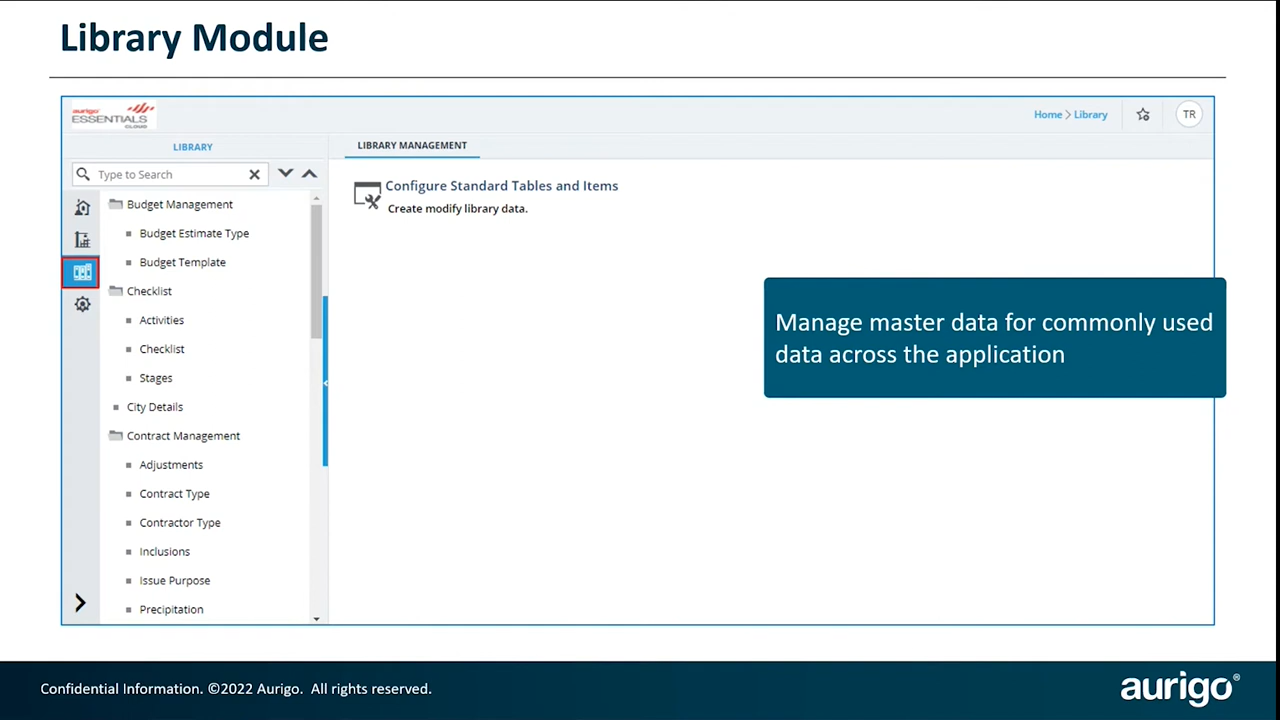 Library Module
aurigo
ESSENTIALS
CLOUD
Home > Library
TR
LIBRARY
LIBRARY MANAGEMENT
Type to Search
Configure Standard Tables and Items
Create modify library data.
Budget Management
Budget Estimate Type
Budget Template
Checklist
Activities
Checklist
Stages
City Details
Contract Management
Adjustments
Contract Type
Contractor Type
Inclusions
Issue Purpose
Precipitation
Manage master data for commonly used
data across the application
Confidential Information. ©2022 Aurigo. All rights reserved.
aurigo®